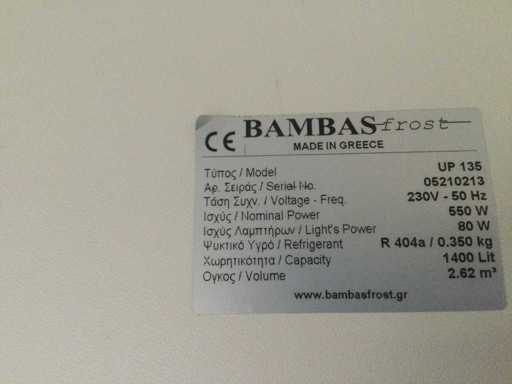 CE BAMBAS frost
MADE IN GREECE
Τύπος / Model UP 135
Αρ. Σειράς / Serial No. 05210213
Τάση Συχν. / Voltage - Freq. 230V - 50 Hz
Ισχύς / Nominal Power 550 W
Ισχύς Λαμπτήρων / Light's Power 80 W
Ψυκτικό Υγρό / Refrigerant R 404a / 0.350 kg
Χωρητικότητα / Capacity 1400 Lit
Ογκος / Volume 2.62 m³
www.bambasfrost.gr